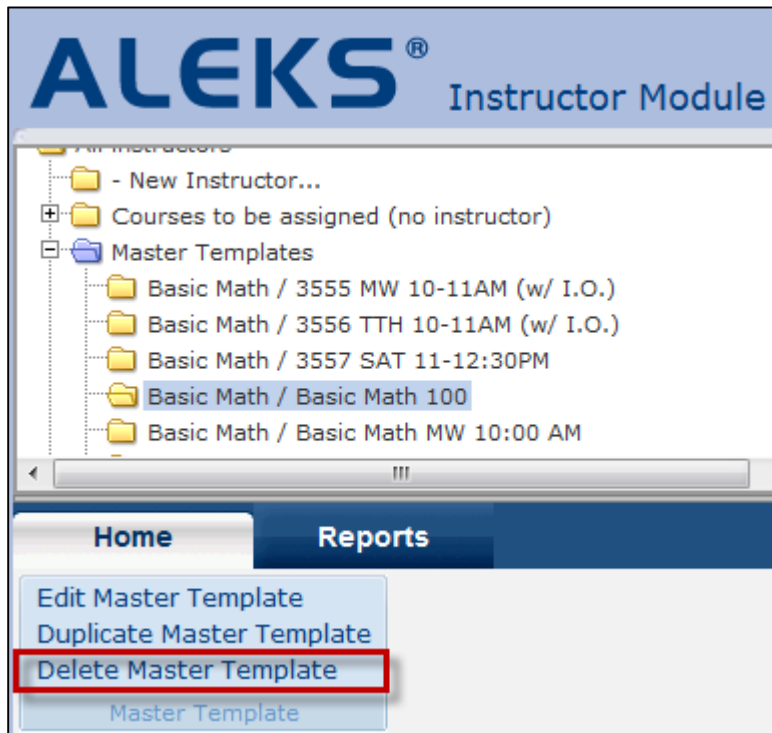 ALEKS® Instructor Module
All Instructors
- New Instructor...
Courses to be assigned (no instructor)
Master Templates
Basic Math / 3555 MW 10-11AM (w/ I.O.)
Basic Math / 3556 TTH 10-11AM (w/ I.O.)
Basic Math / 3557 SAT 11-12:30PM
Basic Math / Basic Math 100
Basic Math / Basic Math MW 10:00 AM
Home Reports
Edit Master Template
Duplicate Master Template
Delete Master Template
Master Template